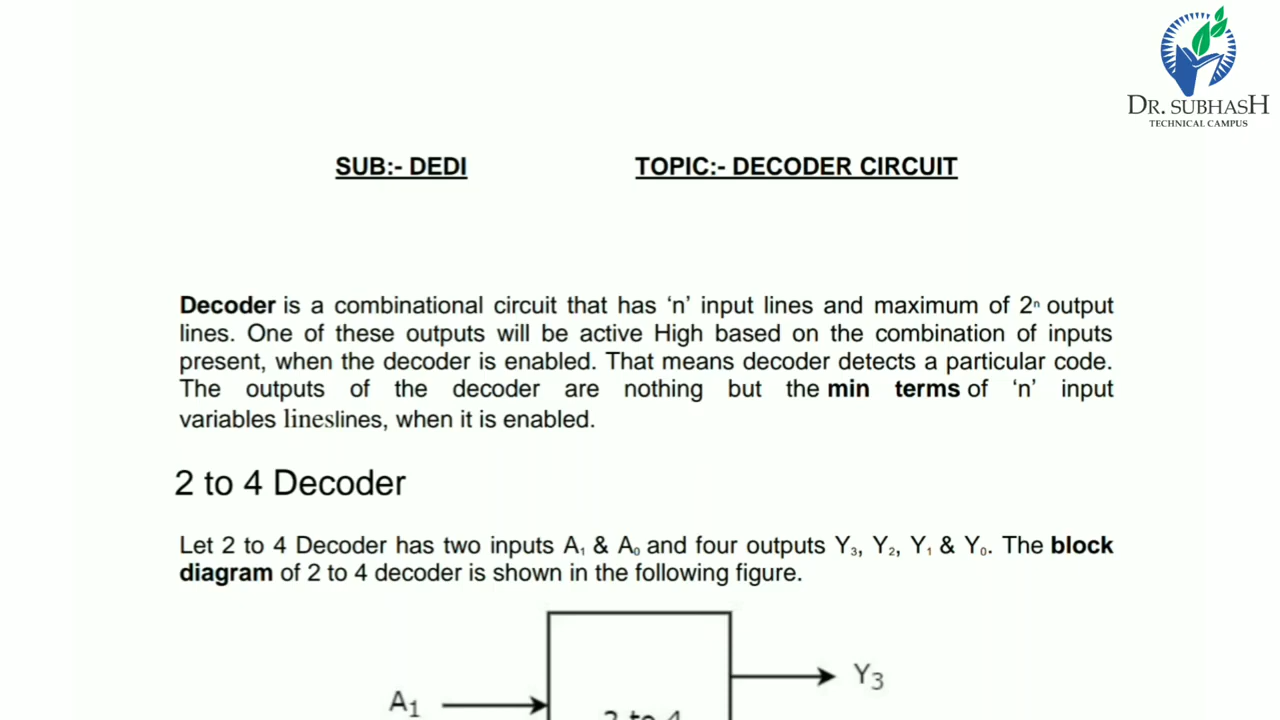 DR. SUBHASH
TECHNICAL CAMPUS
SUB:- DEDI TOPIC:- DECODER CIRCUIT
Decoder is a combinational circuit that has ‘n’ input lines and maximum of 2ⁿ output
lines. One of these outputs will be active High based on the combination of inputs
present, when the decoder is enabled. That means decoder detects a particular code.
The outputs of the decoder are nothing but the min terms of ‘n’ input
variables lineslines, when it is enabled.
2 to 4 Decoder
Let 2 to 4 Decoder has two inputs A₁ & A₀ and four outputs Y₃, Y₂, Y₁ & Y₀. The block
diagram of 2 to 4 decoder is shown in the following figure.
Y₃
A₁
2 to 4